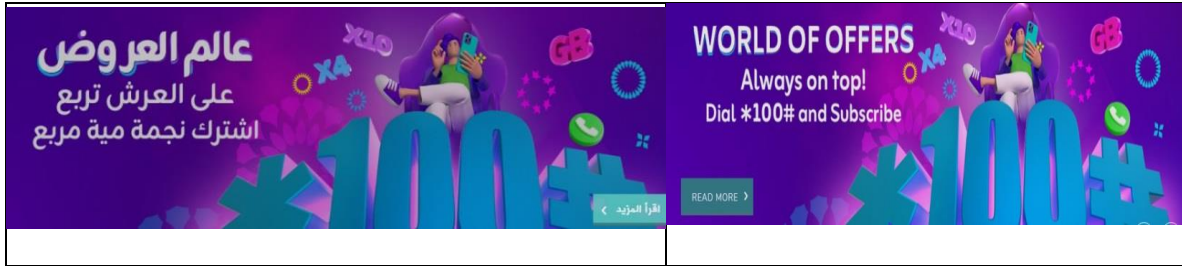 عالم العروض
على العرش تربع
اشترك نجمة مية مربع
X10
X4
GB
*100#
اقرأ المزيد
WORLD OF OFFERS
Always on top!
Dial *100# and Subscribe
X10
X4
GB
*100#
READ MORE